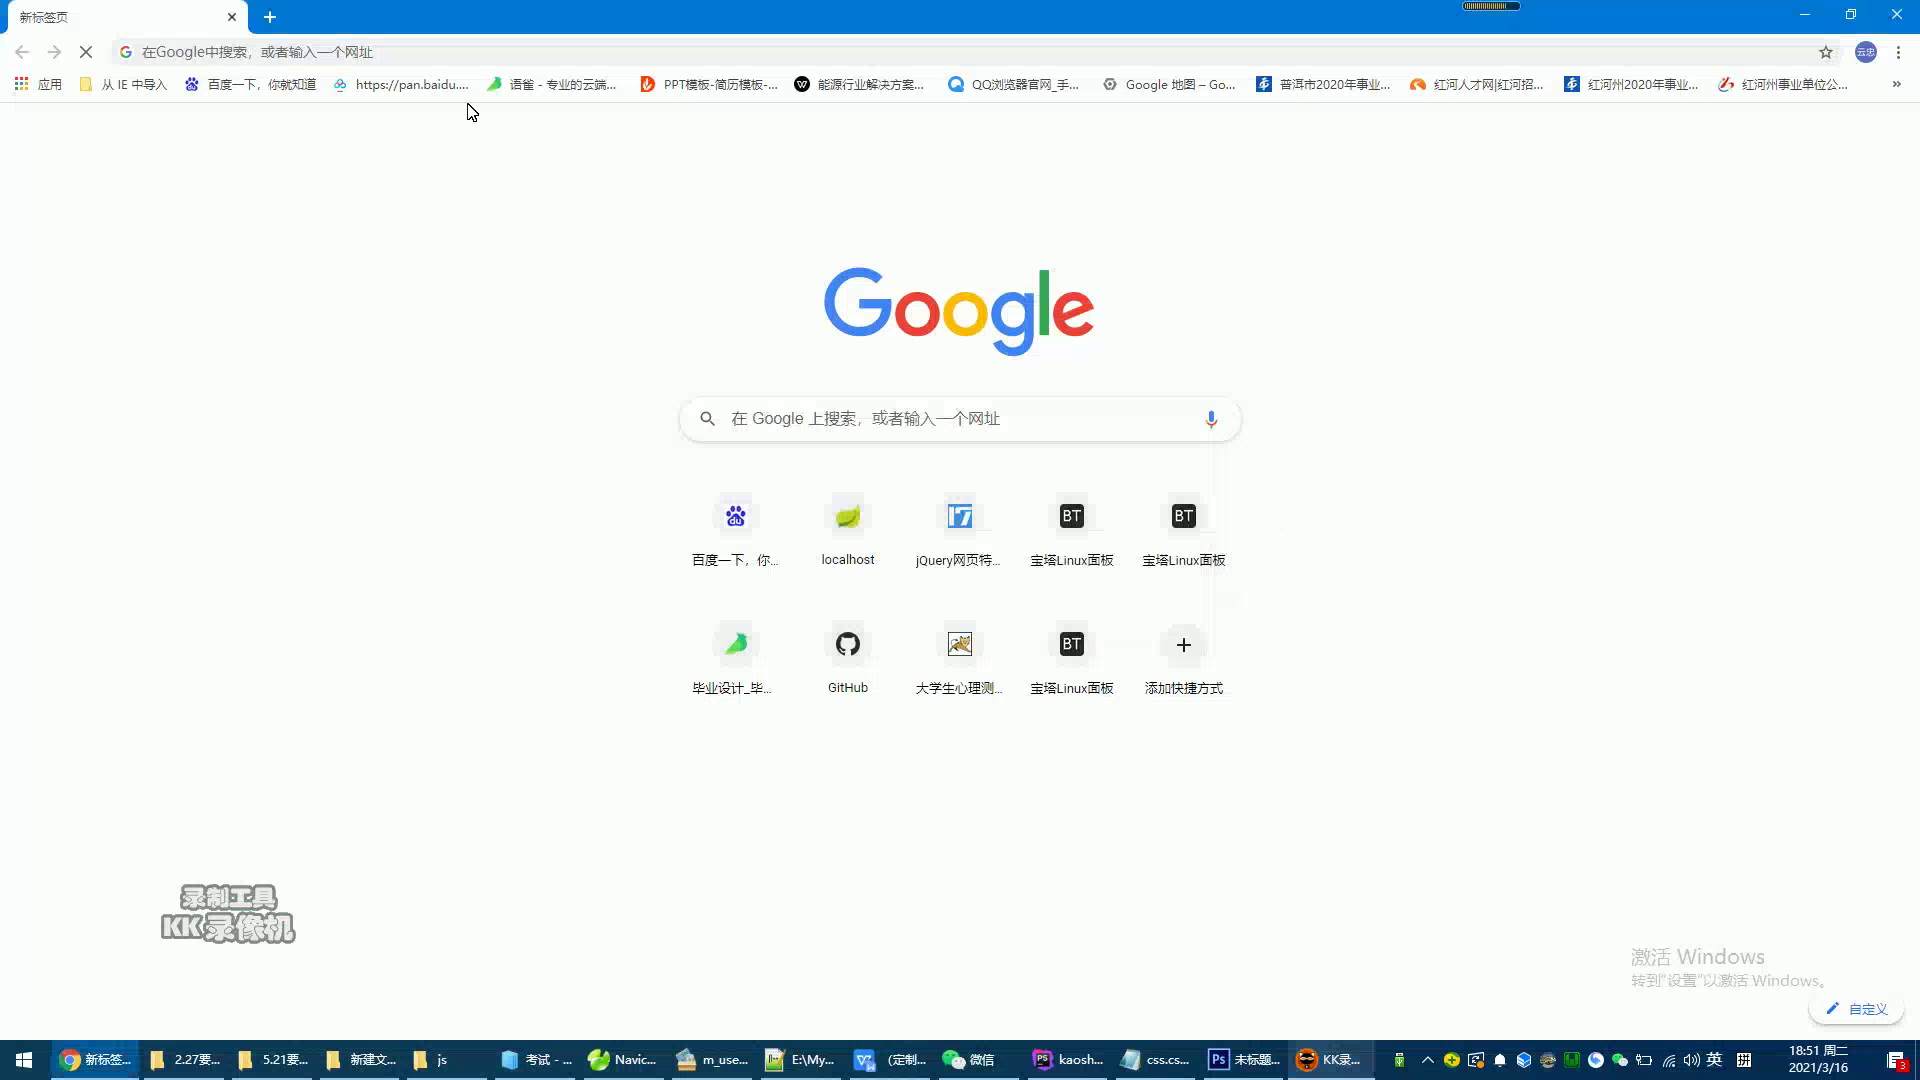 新标签页
在Google中搜索，或者输入一个网址
云忠
应用
从 IE 中导入
百度一下，你就知道
https://pan.baidu....
语雀 - 专业的云端...
PPT模板-简历模板-...
能源行业解决方案...
QQ浏览器官网_手...
Google 地图 – Go...
普洱市2020年事业...
红河人才网|红河招...
红河州2020年事业...
红河州事业单位公...
»
Google
在 Google 上搜索，或者输入一个网址
百度一下，你...
localhost
jQuery网页特...
BT
宝塔Linux面板
BT
宝塔Linux面板
毕业设计_毕...
GitHub
大学生心理测...
BT
宝塔Linux面板
添加快捷方式
录制工具
KK录像机
激活 Windows
转到"设置"以激活 Windows。
自定义
新标签...
2.27要...
5.21要...
新建文...
js
考试 - ...
Navic...
m_use...
E:\My...
(定制...
微信
PS
kaosh...
css.cs...
Ps
未标题...
KK录...
英
拼
18:51 周二
2021/3/16
3